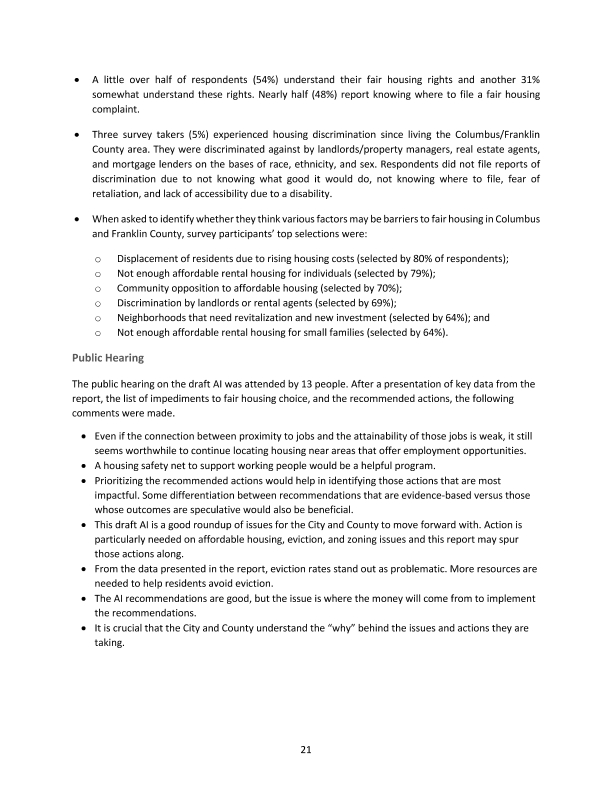 • A little over half of respondents (54%) understand their fair housing rights and another 31%
somewhat understand these rights. Nearly half (48%) report knowing where to file a fair housing
complaint.
• Three survey takers (5%) experienced housing discrimination since living the Columbus/Franklin
County area. They were discriminated against by landlords/property managers, real estate agents,
and mortgage lenders on the bases of race, ethnicity, and sex. Respondents did not file reports of
discrimination due to not knowing what good it would do, not knowing where to file, fear of
retaliation, and lack of accessibility due to a disability.
• When asked to identify whether they think various factors may be barriers to fair housing in Columbus
and Franklin County, survey participants’ top selections were:
o Displacement of residents due to rising housing costs (selected by 80% of respondents);
o Not enough affordable rental housing for individuals (selected by 79%);
o Community opposition to affordable housing (selected by 70%);
o Discrimination by landlords or rental agents (selected by 69%);
o Neighborhoods that need revitalization and new investment (selected by 64%); and
o Not enough affordable rental housing for small families (selected by 64%).
Public Hearing
The public hearing on the draft AI was attended by 13 people. After a presentation of key data from the
report, the list of impediments to fair housing choice, and the recommended actions, the following
comments were made.
• Even if the connection between proximity to jobs and the attainability of those jobs is weak, it still
seems worthwhile to continue locating housing near areas that offer employment opportunities.
• A housing safety net to support working people would be a helpful program.
• Prioritizing the recommended actions would help in identifying those actions that are most
impactful. Some differentiation between recommendations that are evidence-based versus those
whose outcomes are speculative would also be beneficial.
• This draft AI is a good roundup of issues for the City and County to move forward with. Action is
particularly needed on affordable housing, eviction, and zoning issues and this report may spur
those actions along.
• From the data presented in the report, eviction rates stand out as problematic. More resources are
needed to help residents avoid eviction.
• The AI recommendations are good, but the issue is where the money will come from to implement
the recommendations.
• It is crucial that the City and County understand the “why” behind the issues and actions they are
taking.
21